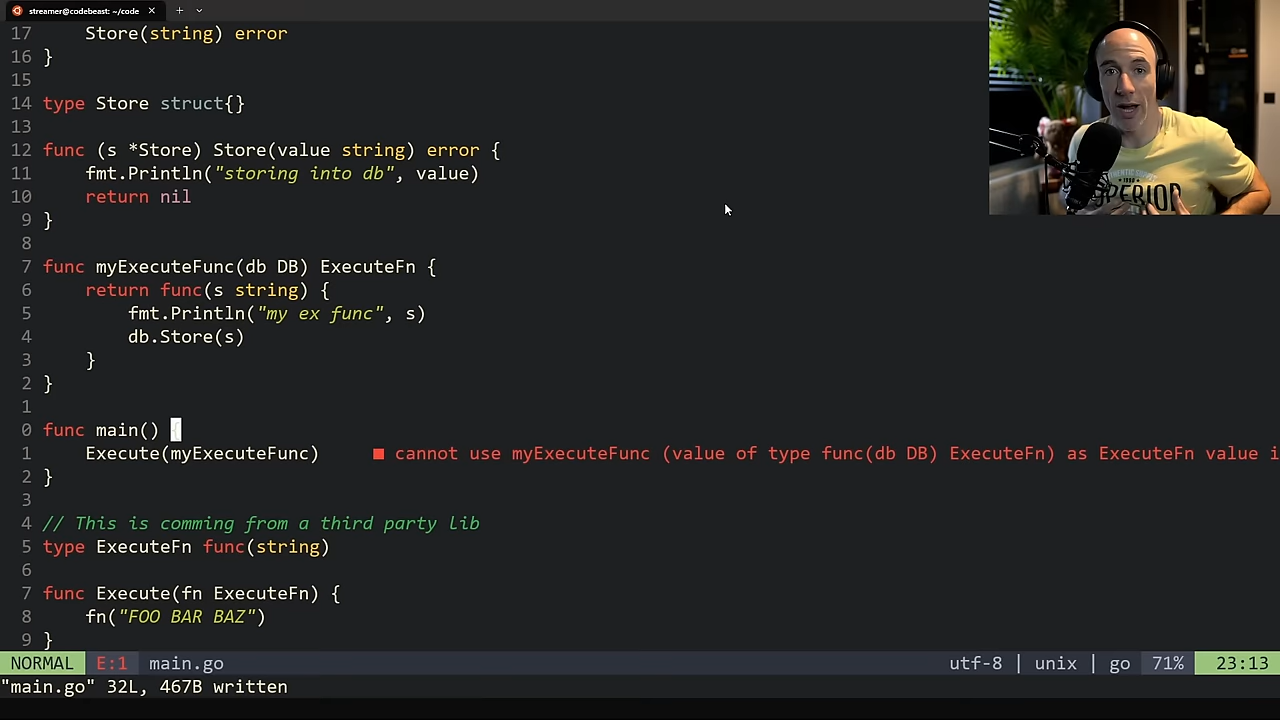 streamer@codebeast: ~/code
17 Store(string) error
16 }
15
14 type Store struct{}
13
12 func (s *Store) Store(value string) error {
11 fmt.Println("storing into db", value)
10 return nil
9 }
8
7 func myExecuteFunc(db DB) ExecuteFn {
6 return func(s string) {
5 fmt.Println("my ex func", s)
4 db.Store(s)
3 }
2 }
1
0 func main() {
1 Execute(myExecuteFunc) ■ cannot use myExecuteFunc (value of type func(db DB) ExecuteFn) as ExecuteFn value i
2 }
3
4 // This is comming from a third party lib
5 type ExecuteFn func(string)
6
7 func Execute(fn ExecuteFn) {
8 fn("FOO BAR BAZ")
9 }
NORMAL E:1 main.go utf-8 | unix | go 71% 23:13
"main.go" 32L, 467B written